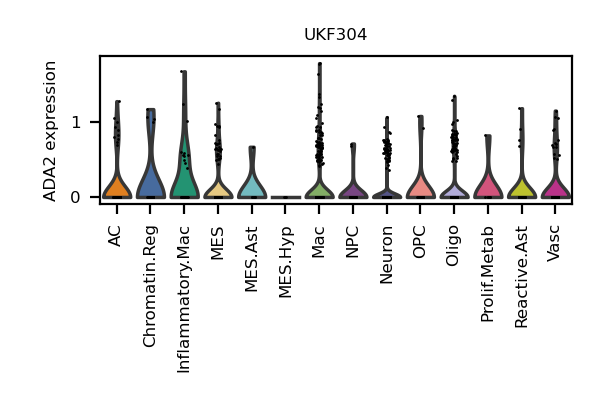 UKF304
ADA2 expression
1
0
AC
Chromatin.Reg
Inflammatory.Mac
MES
MES.Ast
MES.Hyp
Mac
NPC
Neuron
OPC
Oligo
Prolif.Metab
Reactive.Ast
Vasc